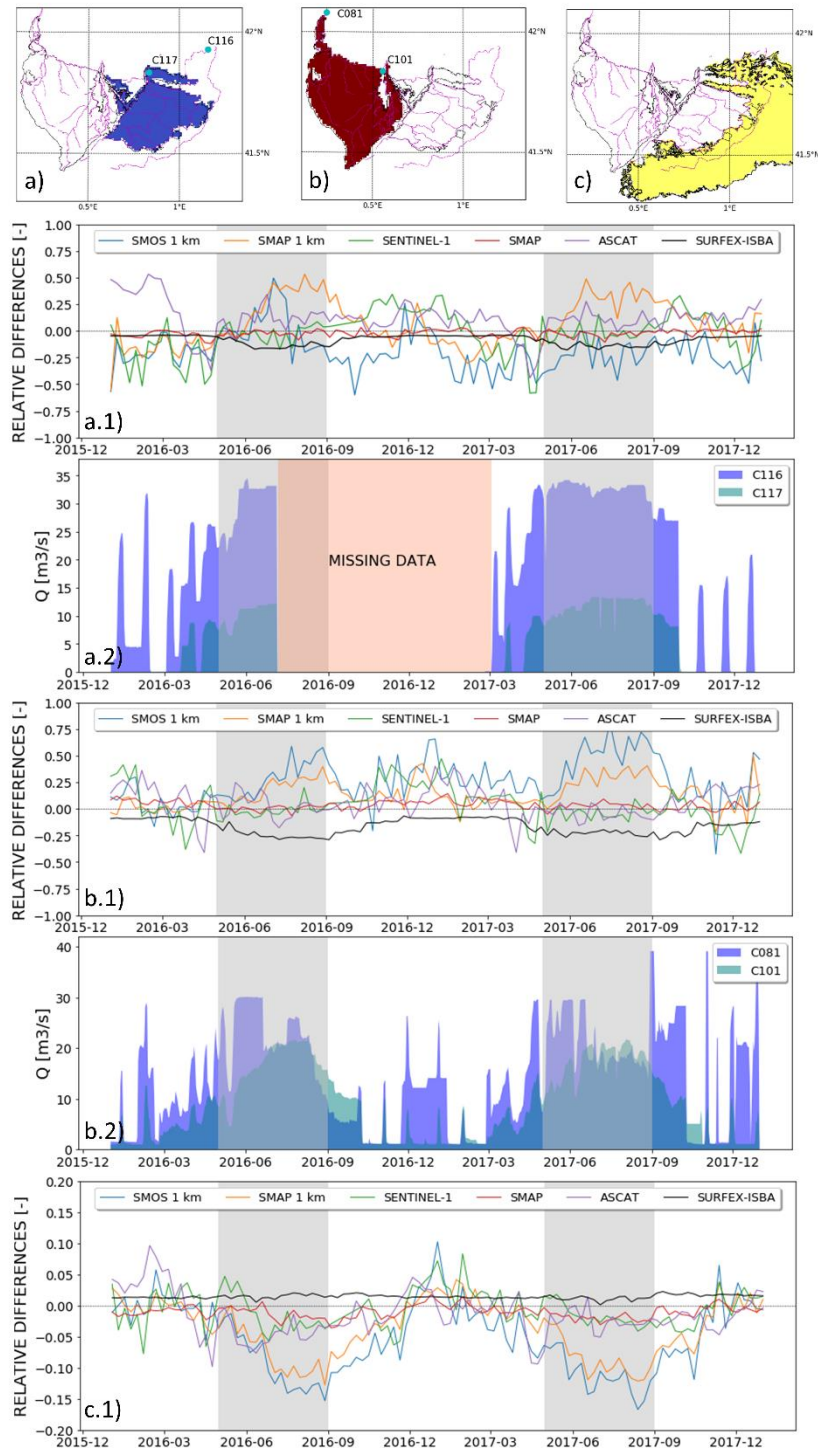 C116
C117
42°N
41.5°N
0.5°E
1°E
a)
C081
C101
42°N
41.5°N
0.5°E
1°E
b)
42°N
41.5°N
0.5°E
1°E
c)
RELATIVE DIFFERENCES [-]
1.00
0.75
0.50
0.25
0.00
−0.25
−0.50
−0.75
−1.00
SMOS 1 km SMAP 1 km SENTINEL-1 SMAP ASCAT SURFEX-ISBA
a.1)
2015-12 2016-03 2016-06 2016-09 2016-12 2017-03 2017-06 2017-09 2017-12
Q [m3/s]
35
30
25
20
15
10
5
0
C116
C117
MISSING DATA
a.2)
2015-12 2016-03 2016-06 2016-09 2016-12 2017-03 2017-06 2017-09 2017-12
RELATIVE DIFFERENCES [-]
1.00
0.75
0.50
0.25
0.00
−0.25
−0.50
−0.75
−1.00
SMOS 1 km SMAP 1 km SENTINEL-1 SMAP ASCAT SURFEX-ISBA
b.1)
2015-12 2016-03 2016-06 2016-09 2016-12 2017-03 2017-06 2017-09 2017-12
Q [m3/s]
40
30
20
10
0
C081
C101
b.2)
2015-12 2016-03 2016-06 2016-09 2016-12 2017-03 2017-06 2017-09 2017-12
RELATIVE DIFFERENCES [-]
0.20
0.15
0.10
0.05
0.00
−0.05
−0.10
−0.15
−0.20
SMOS 1 km SMAP 1 km SENTINEL-1 SMAP ASCAT SURFEX-ISBA
c.1)
2015-12 2016-03 2016-06 2016-09 2016-12 2017-03 2017-06 2017-09 2017-12